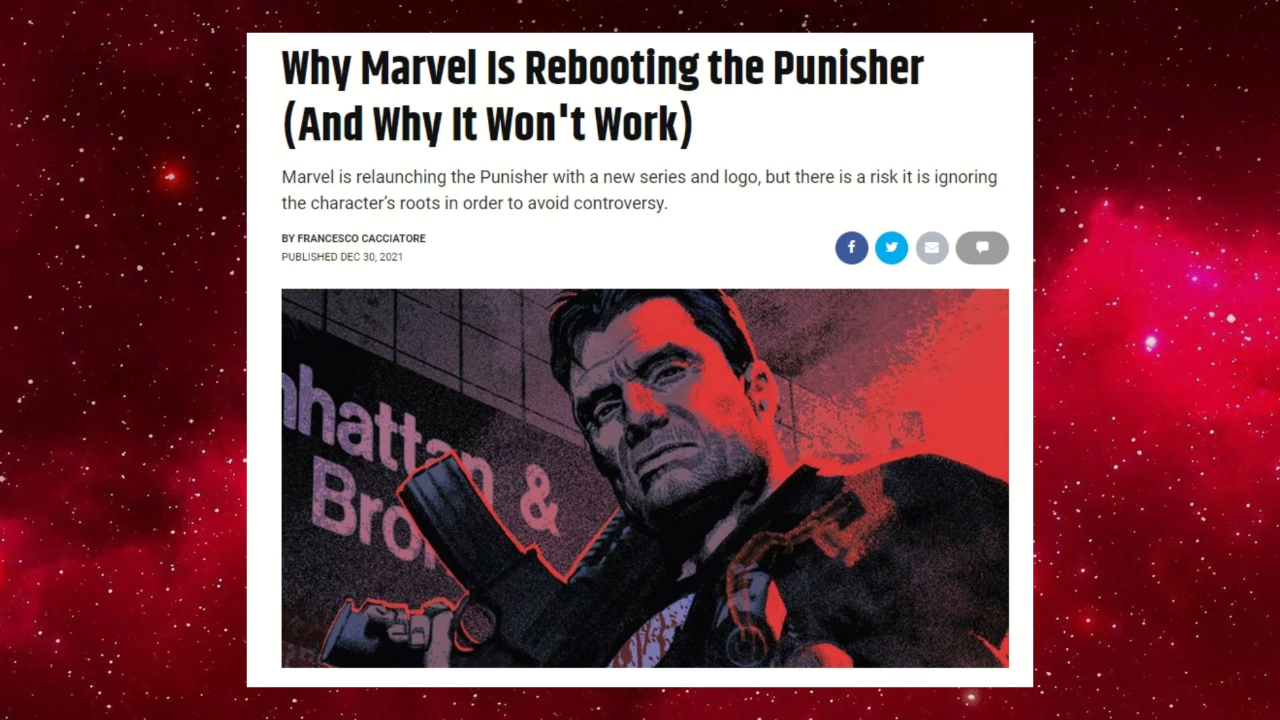 Why Marvel Is Rebooting the Punisher
(And Why It Won't Work)
Marvel is relaunching the Punisher with a new series and logo, but there is a risk it is ignoring
the character’s roots in order to avoid controversy.
BY FRANCESCO CACCIATORE
PUBLISHED DEC 30, 2021
f
nhattan &
Bro